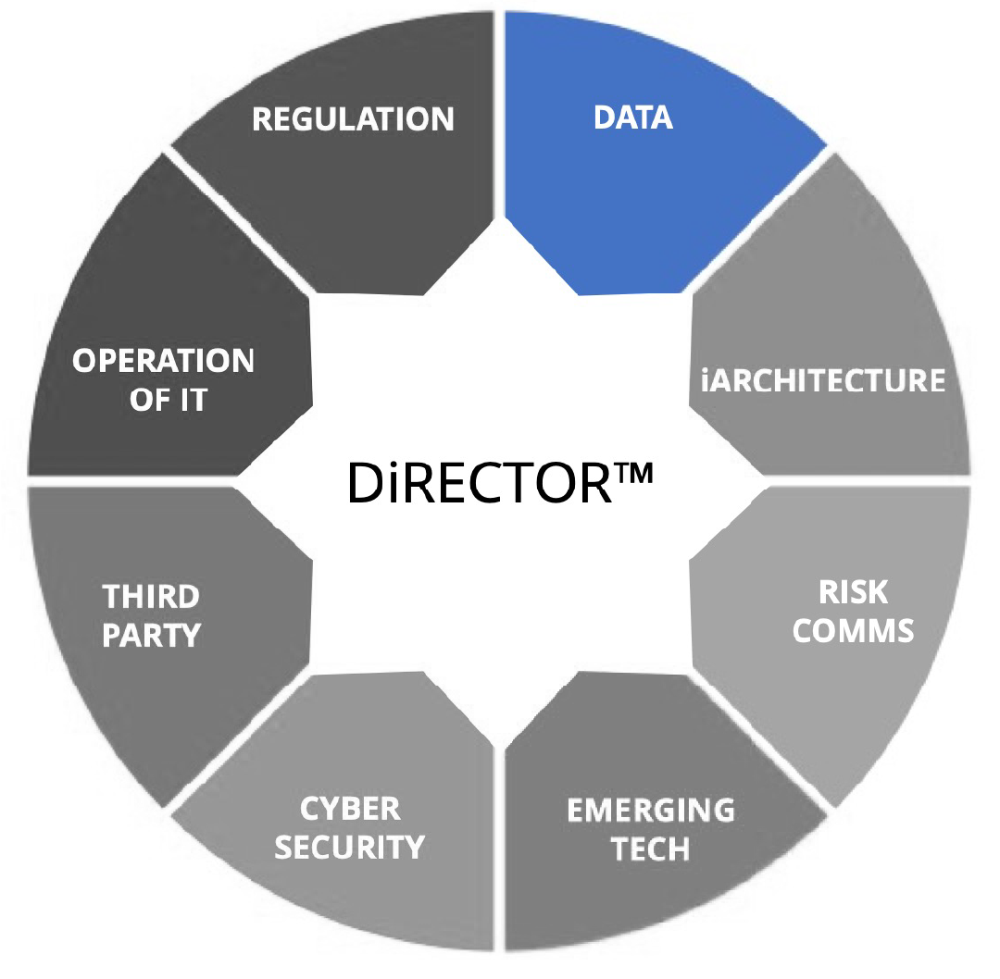 REGULATION
DATA
iARCHITECTURE
RISK
COMMS
EMERGING
TECH
CYBER
SECURITY
THIRD
PARTY
OPERATION
OF IT
DiRECTOR™